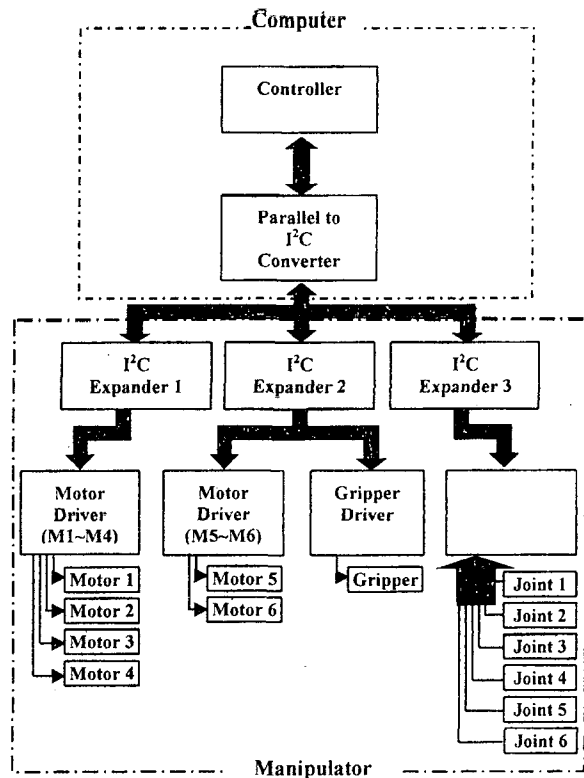 Computer
Controller
Parallel to
I²C
Converter
I²C
Expander 1
I²C
Expander 2
I²C
Expander 3
Motor
Driver
(M1~M4)
Motor
Driver
(M5~M6)
Gripper
Driver
Motor 1
Motor 2
Motor 3
Motor 4
Motor 5
Motor 6
Gripper
Joint 1
Joint 2
Joint 3
Joint 4
Joint 5
Joint 6
Manipulator